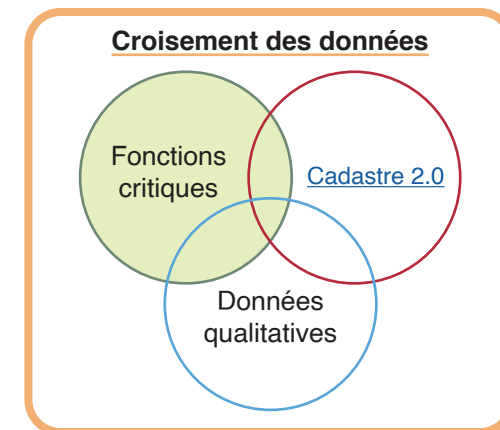 Croisement des données
Fonctions
critiques
Cadastre 2.0
Données
qualitatives